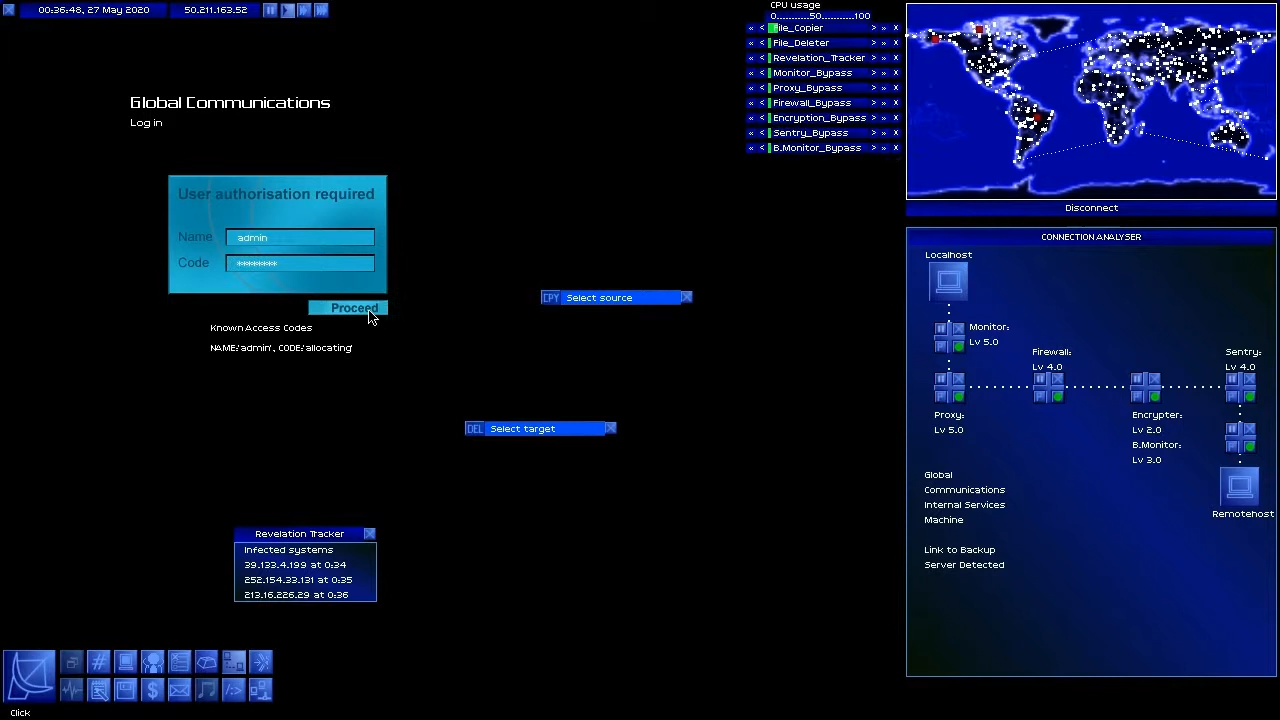 00:36:48, 27 May 2020
50.211.163.52
CPU usage
0...........50...........100
File_Copier
File_Deleter
Revelation_Tracker
Monitor_Bypass
Proxy_Bypass
Firewall_Bypass
Encryption_Bypass
Sentry_Bypass
B.Monitor_Bypass
Disconnect
Global Communications
Log in
User authorisation required
Name admin
Code ********
Proceed
Known Access Codes
NAME:'admin', CODE:'allocating'
CPY Select source
DEL Select target
Revelation Tracker
Infected systems
39.133.4.199 at 0:34
252.154.33.131 at 0:35
213.16.226.29 at 0:36
CONNECTION ANALYSER
Localhost
Monitor:
Lv 5.0
Firewall:
Lv 4.0
Sentry:
Lv 4.0
Proxy:
Lv 5.0
Encrypter:
Lv 2.0
B.Monitor:
Lv 3.0
Remotehost
Global
Communications
Internal Services
Machine
Link to Backup
Server Detected
Click